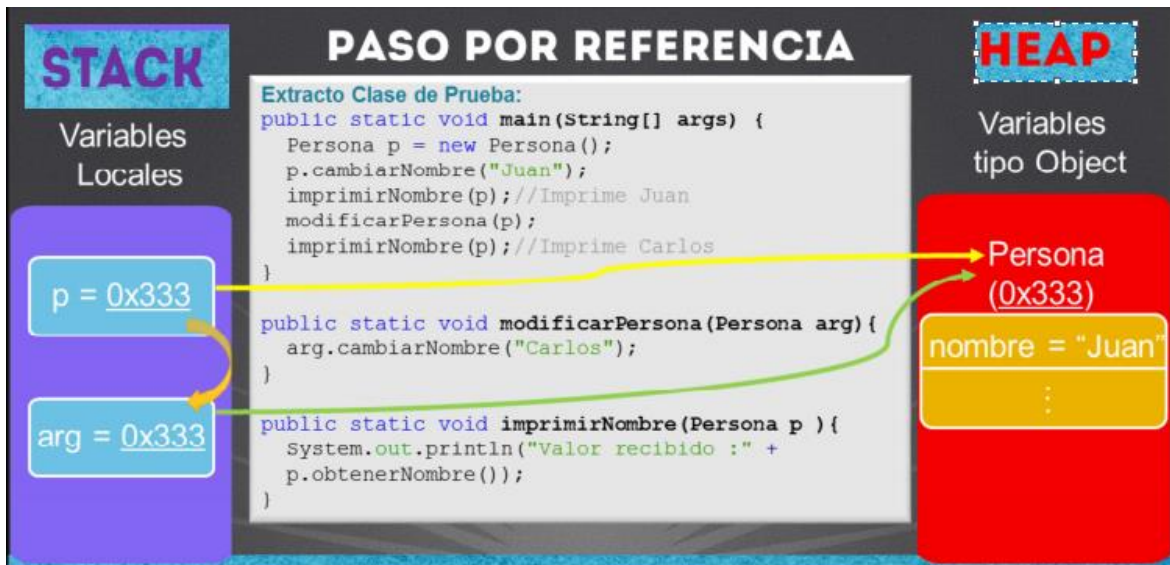 PASO POR REFERENCIA
STACK
Variables
Locales
p = 0x333
arg = 0x333
Extracto Clase de Prueba:
public static void main(String[] args) {
Persona p = new Persona();
p.cambiarNombre("Juan");
imprimirNombre(p);//Imprime Juan
modificarPersona(p);
imprimirNombre(p);//Imprime Carlos
}
public static void modificarPersona(Persona arg){
arg.cambiarNombre("Carlos");
}
public static void imprimirNombre(Persona p ){
System.out.println("Valor recibido :" +
p.obtenerNombre());
}
HEAP
Variables
tipo Object
Persona
(0x333)
nombre = "Juan"
⋮